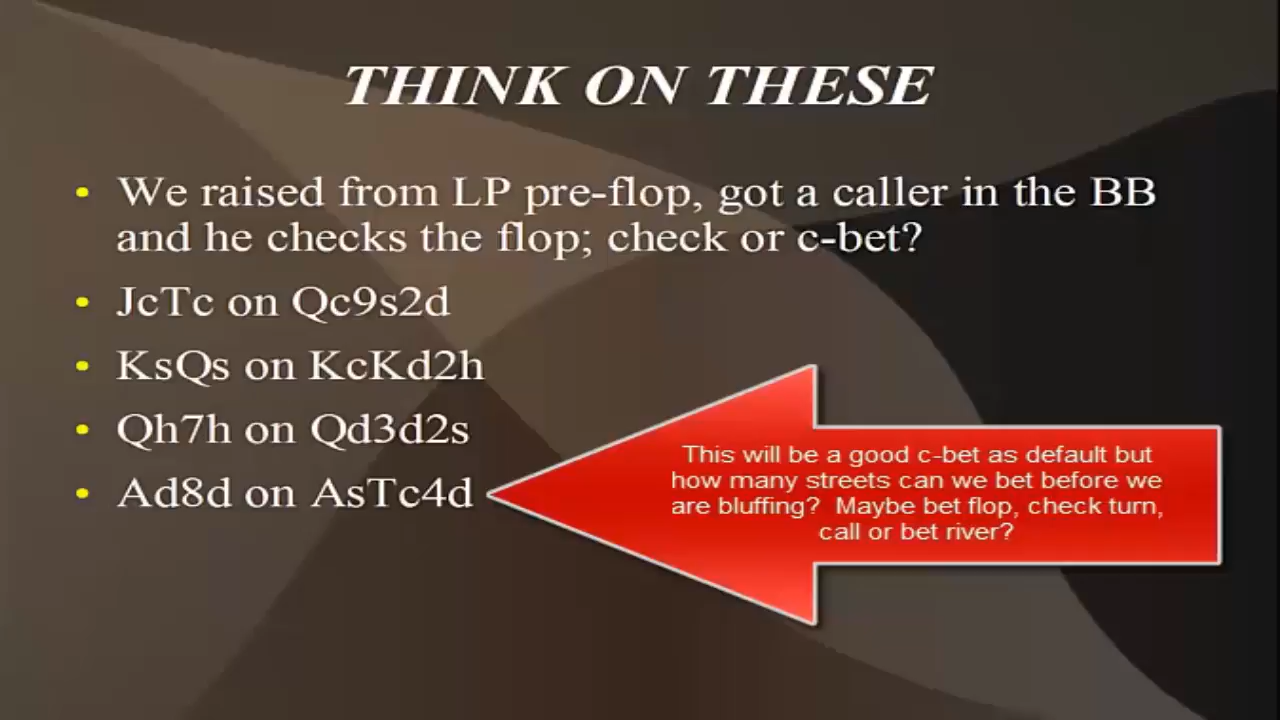 THINK ON THESE
• We raised from LP pre-flop, got a caller in the BB
and he checks the flop; check or c-bet?
• JcTc on Qc9s2d
• KsQs on KcKd2h
• Qh7h on Qd3d2s
• Ad8d on AsTc4d
This will be a good c-bet as default but
how many streets can we bet before we
are bluffing?  Maybe bet flop, check turn,
call or bet river?